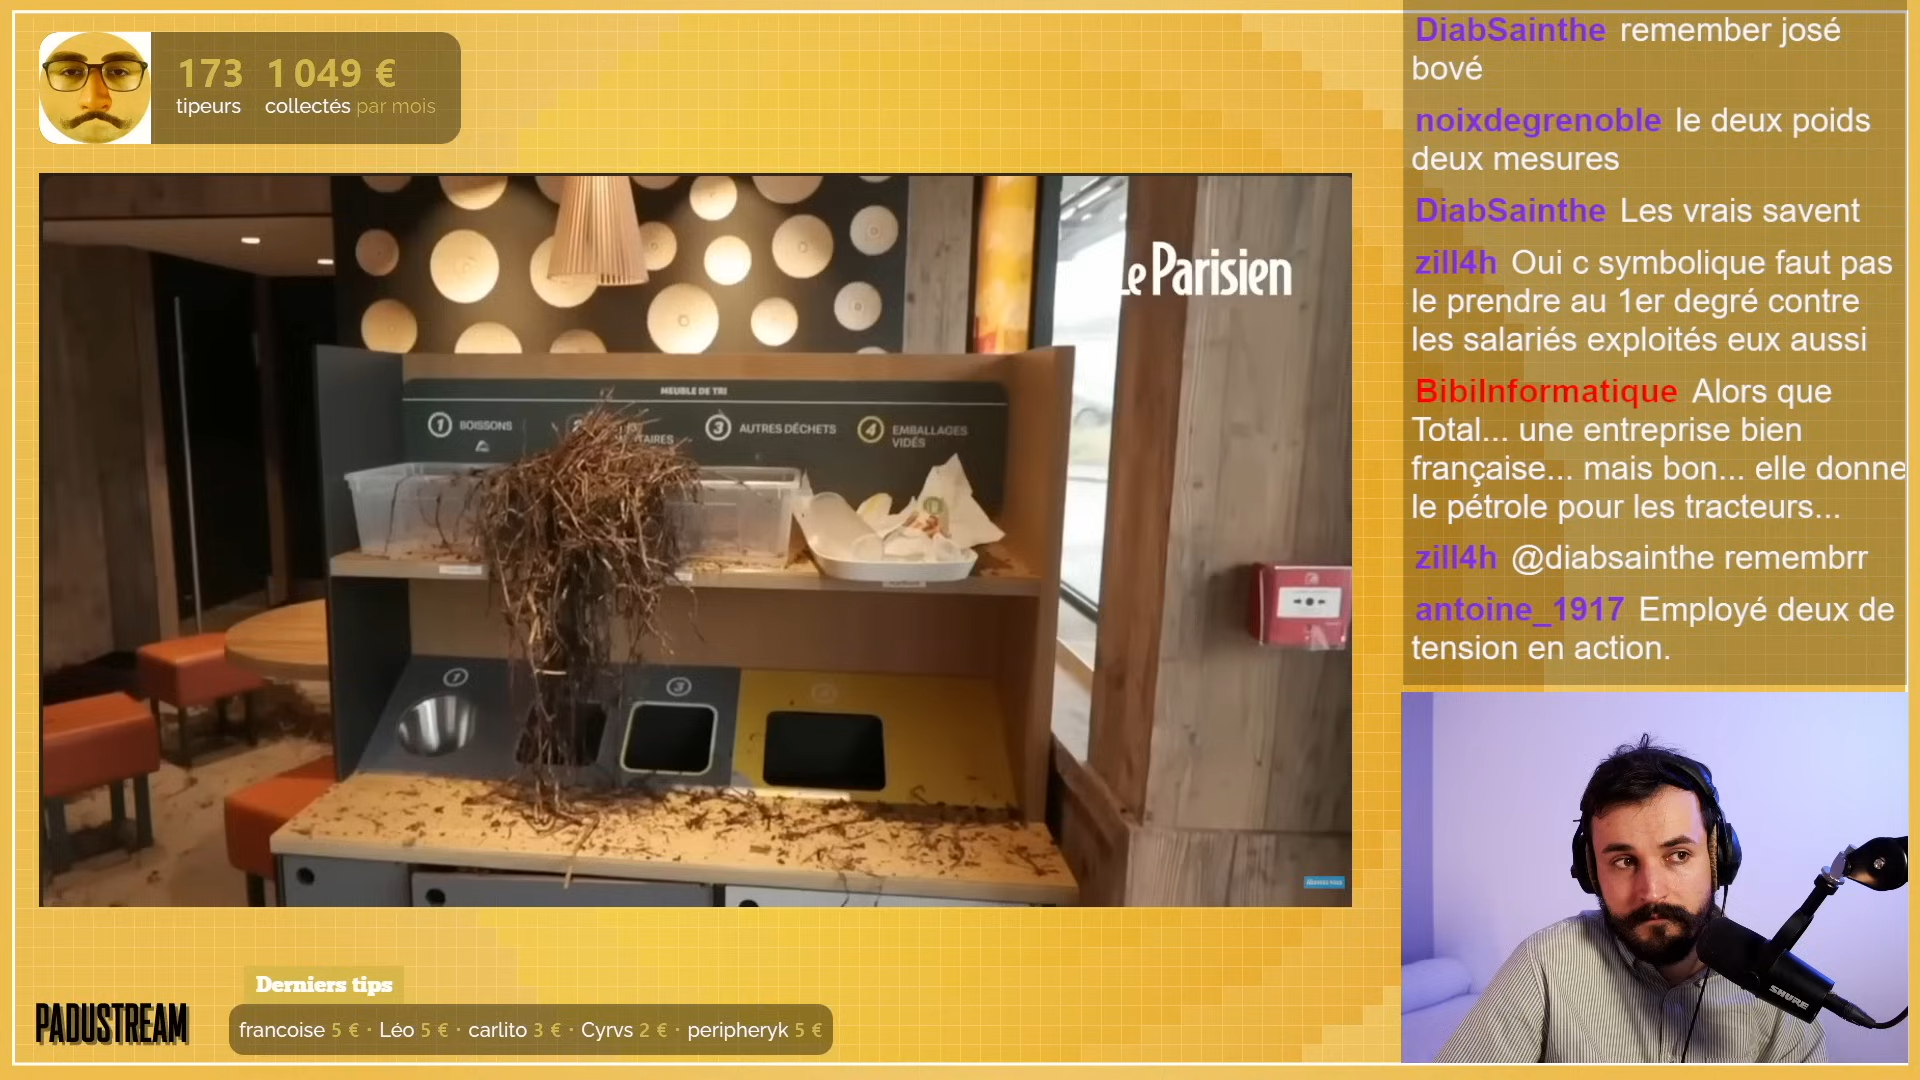 173 1 049 €
tipeurs collectés par mois
Le Parisien
MEUBLE DE TRI
1 BOISSONS
3 AUTRES DÉCHETS
4 EMBALLAGES
VIDÉS
1
3
Derniers tips
PADUSTREAM
francoise 5 € · Léo 5 € · carlito 3 € · Cyrvs 2 € · peripheryk 5 €
DiabSainthe remember josé
bové
noixdegrenoble le deux poids
deux mesures
DiabSainthe Les vrais savent
zill4h Oui c symbolique faut pas
le prendre au 1er degré contre
les salariés exploités eux aussi
BibiInformatique Alors que
Total... une entreprise bien
française... mais bon... elle donne
le pétrole pour les tracteurs...
zill4h @diabsainthe remembrr
antoine_1917 Employé deux de
tension en action.
SHURE